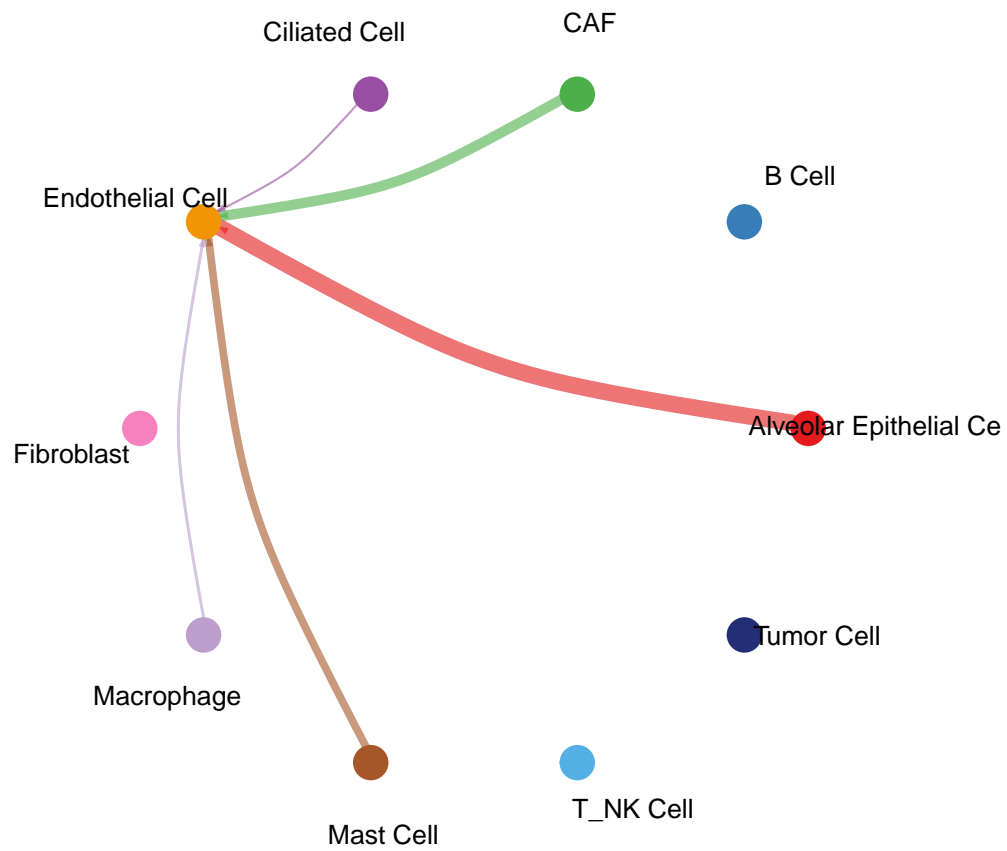 CAF
Ciliated Cell
B Cell
Endothelial Cell
Alveolar Epithelial Ce
Fibroblast
Tumor Cell
Macrophage
T_NK Cell
Mast Cell